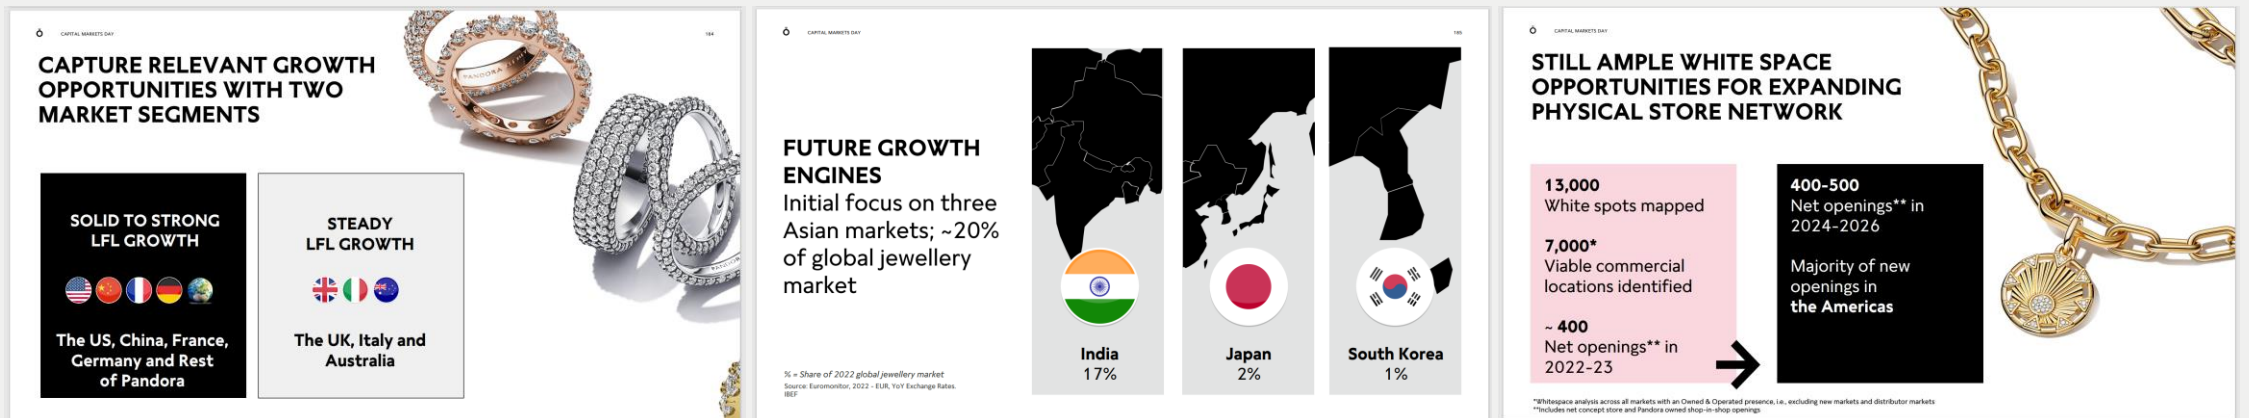 CAPITAL MARKETS DAY
184
CAPTURE RELEVANT GROWTH
OPPORTUNITIES WITH TWO
MARKET SEGMENTS
SOLID TO STRONG
LFL GROWTH
The US, China, France,
Germany and Rest
of Pandora
STEADY
LFL GROWTH
The UK, Italy and
Australia
PANDORA
PANDORA
CAPITAL MARKETS DAY
185
FUTURE GROWTH
ENGINES
Initial focus on three
Asian markets; ~20%
of global jewellery
market
% = Share of 2022 global jewellery market
Source: Euromonitor, 2022 - EUR, YoY Exchange Rates.
IBEF
India
17%
Japan
2%
South Korea
1%
CAPITAL MARKETS DAY
STILL AMPLE WHITE SPACE
OPPORTUNITIES FOR EXPANDING
PHYSICAL STORE NETWORK
13,000
White spots mapped
7,000*
Viable commercial
locations identified
~ 400
Net openings** in
2022-23
400-500
Net openings** in
2024-2026
Majority of new
openings in
the Americas
*Whitespace analysis across all markets with an Owned & Operated presence, i.e., excluding new markets and distributor markets
**Includes net concept store and Pandora owned shop-in-shop openings